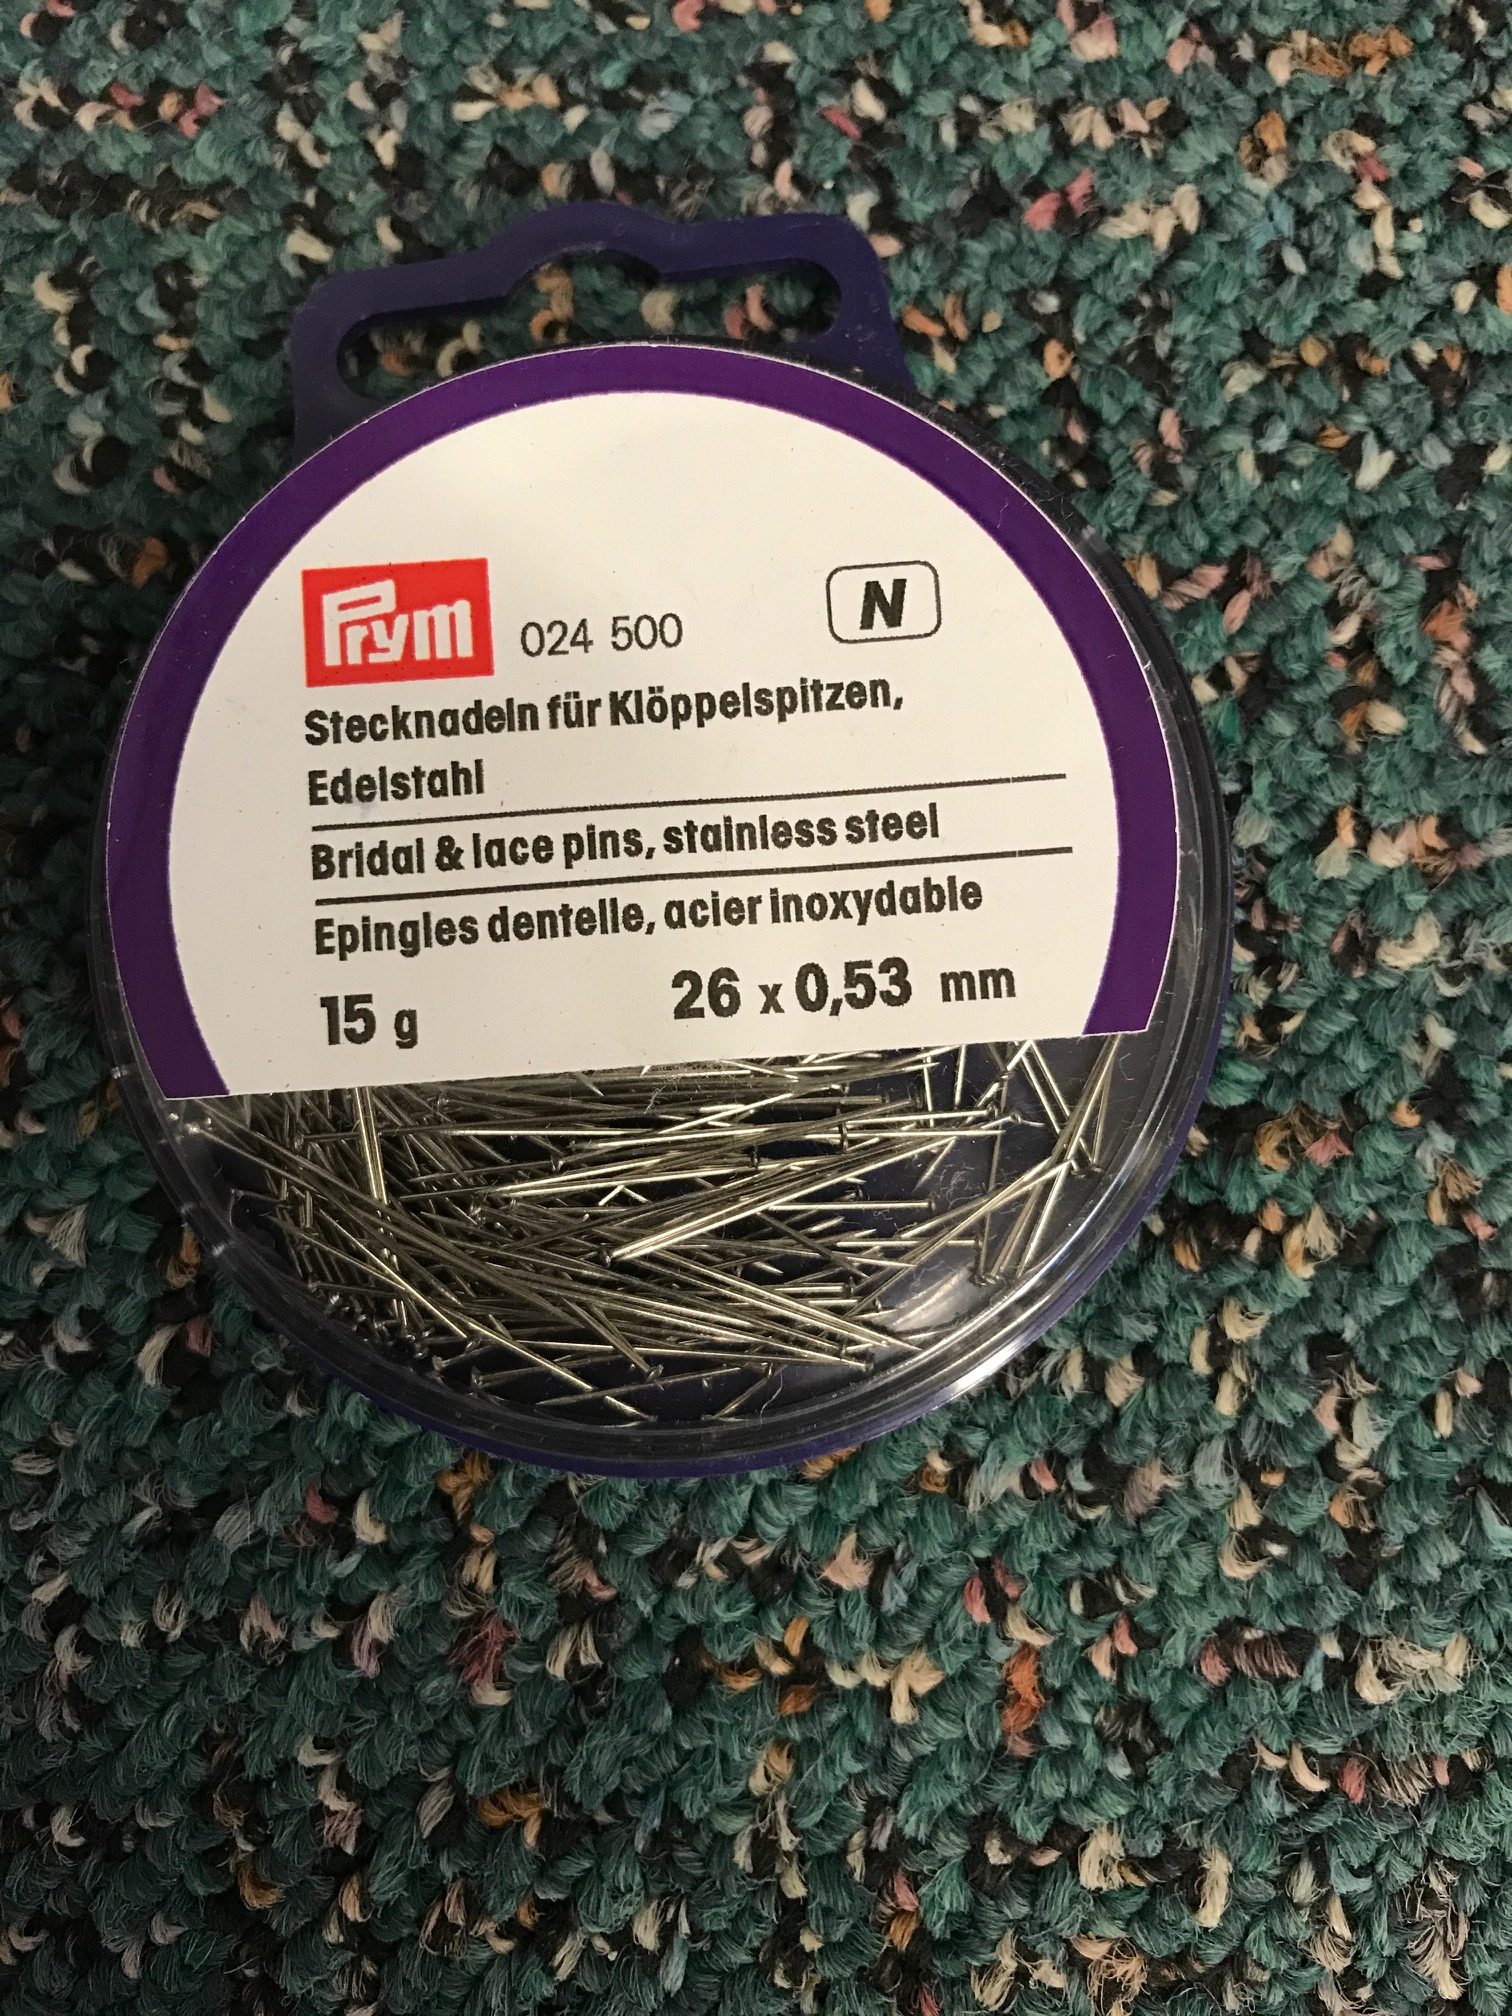 Prym 024 500 N
Stecknadeln für Klöppelspitzen,
Edelstahl
Bridal & lace pins, stainless steel
Epingles dentelle, acier inoxydable
15 g 26 x 0,53 mm